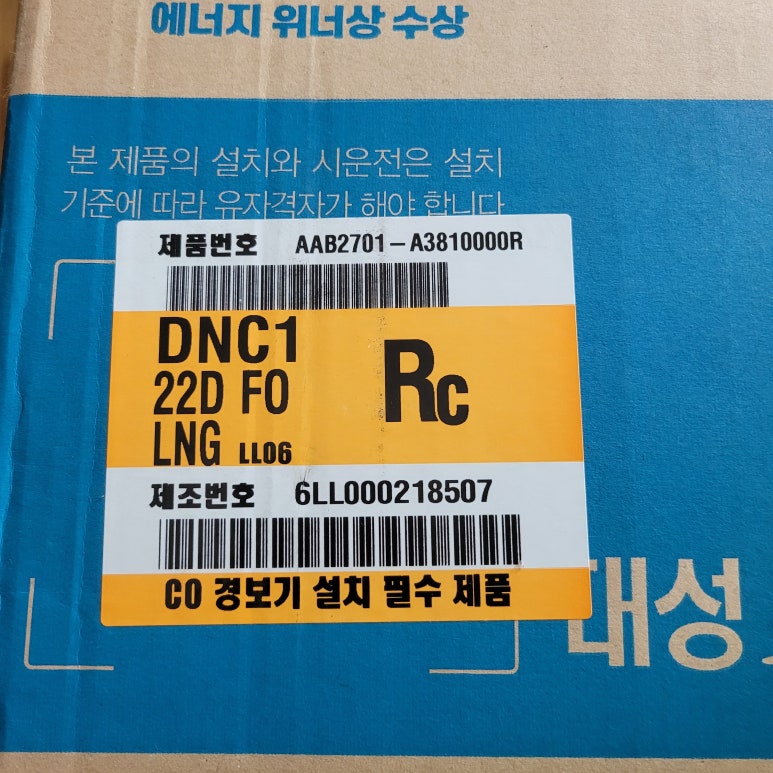 에너지 위너상 수상
본 제품의 설치와 시운전은 설치
기준에 따라 유자격자가 해야 합니다
제품번호 AAB2701-A3810000R
DNC1
22D FO
Rc
LNG LL06
제조번호 6LL000218507
CO 경보기 설치 필수 제품
대성